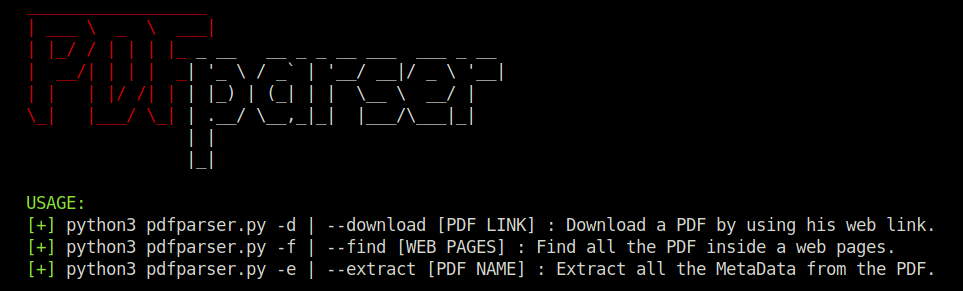 PDFparser
USAGE:
[+] python3 pdfparser.py -d | --download [PDF LINK] : Download a PDF by using his web link.
[+] python3 pdfparser.py -f | --find [WEB PAGES] : Find all the PDF inside a web pages.
[+] python3 pdfparser.py -e | --extract [PDF NAME] : Extract all the MetaData from the PDF.